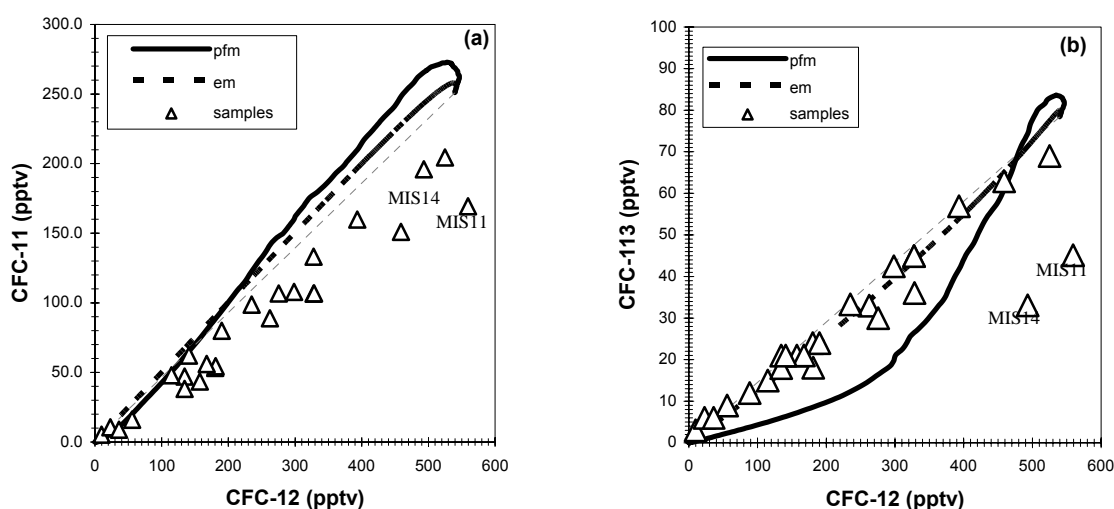 (a)
pfm
em
samples
CFC-11 (pptv)
300.0
250.0
200.0
150.0
100.0
50.0
0.0
MIS14
MIS11
0 100 200 300 400 500 600
CFC-12 (pptv)
(b)
pfm
em
samples
CFC-113 (pptv)
100
90
80
70
60
50
40
30
20
10
0
MIS11
MIS14
0 100 200 300 400 500 600
CFC-12 (pptv)